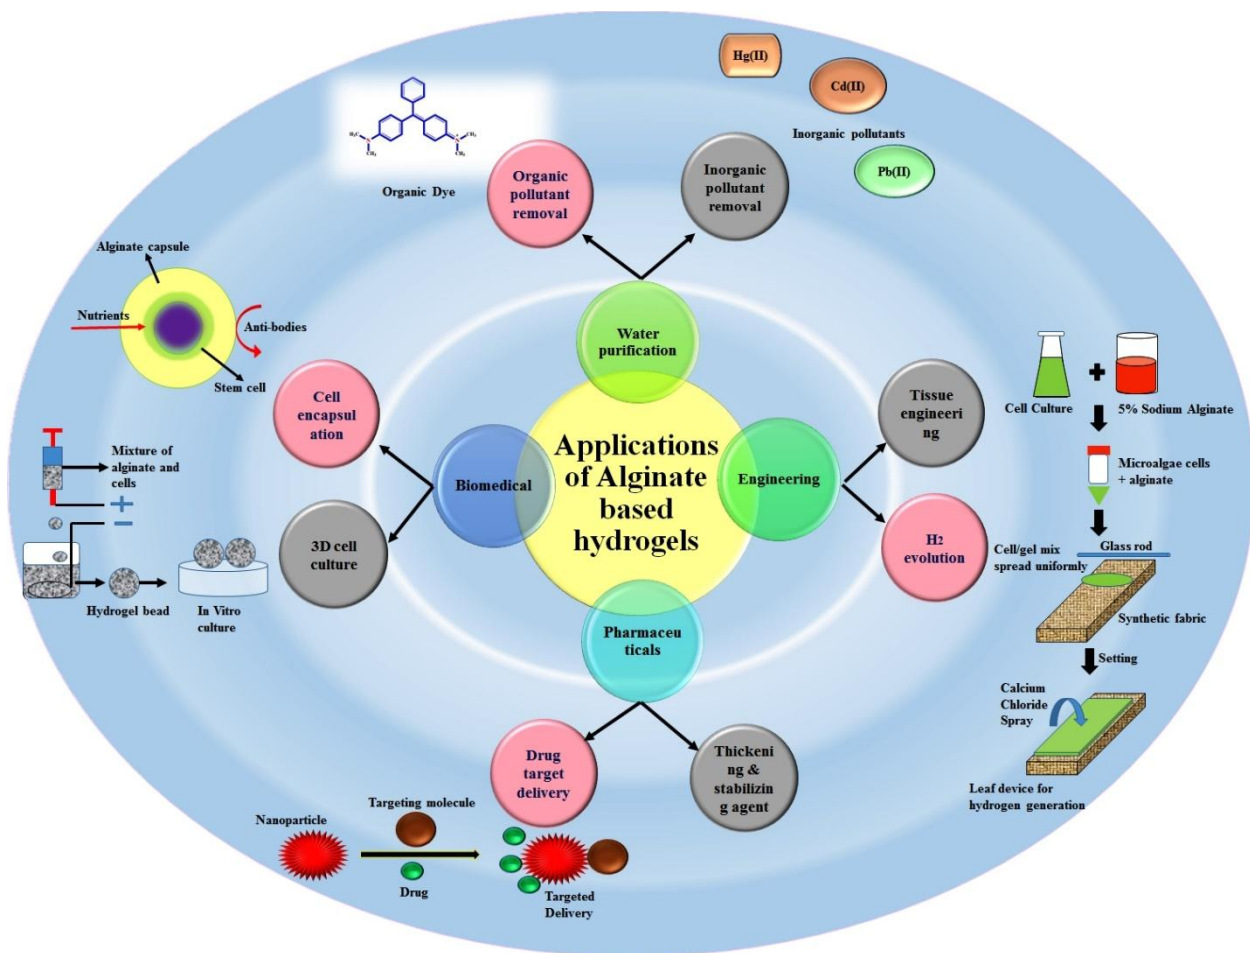 Hg(II)
Cd(II)
Inorganic pollutants
Pb(II)
H₃C
N
CH₃
CH₃
N
+
CH₃
Organic Dye
Organic
pollutant
removal
Inorganic
pollutant
removal
Alginate capsule
Nutrients
Anti-bodies
Stem cell
Water
purification
Cell
encapsul
ation
Tissue
engineeri
ng
Cell Culture
5% Sodium Alginate
Mixture of
alginate and
cells
Biomedical
Applications
of Alginate
based
hydrogels
Engineering
Microalgae cells
+ alginate
3D cell
culture
H2
evolution
Glass rod
Cell/gel mix
spread uniformly
Hydrogel bead
In Vitro
culture
Synthetic fabric
Pharmaceu
ticals
Setting
Calcium
Chloride
Spray
Drug
target
delivery
Thickeni
ng &
stabilizin
g agent
Leaf device for
hydrogen generation
Targeting molecule
Nanoparticle
Drug
Targeted
Delivery